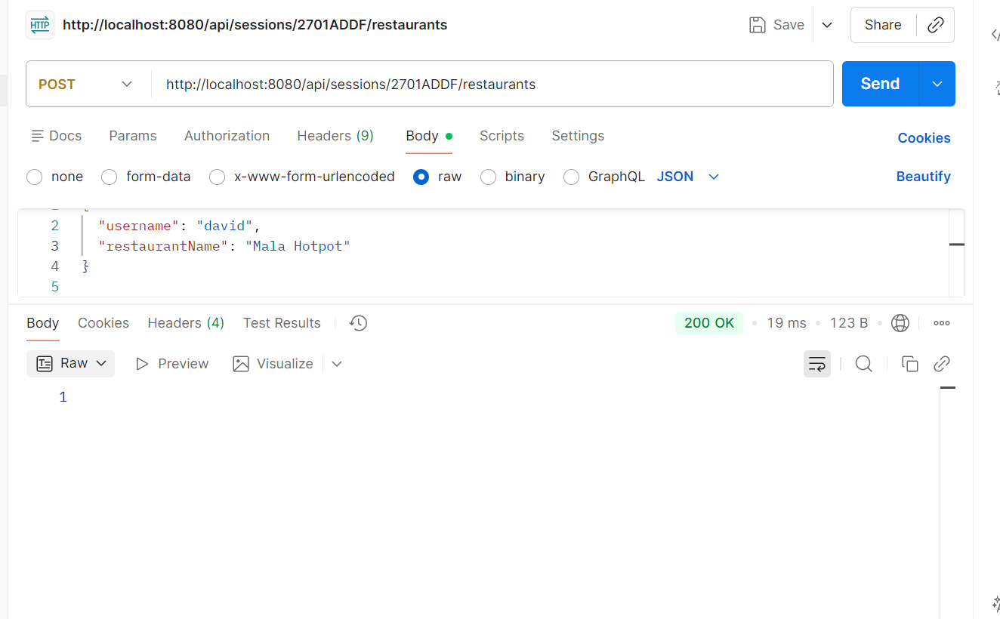 HTTP http://localhost:8080/api/sessions/2701ADDF/restaurants Save Share
POST http://localhost:8080/api/sessions/2701ADDF/restaurants Send
Docs Params Authorization Headers (9) Body Scripts Settings Cookies
none form-data x-www-form-urlencoded raw binary GraphQL JSON Beautify
2 "username": "david",
3 "restaurantName": "Mala Hotpot"
4 }
5
Body Cookies Headers (4) Test Results 200 OK • 19 ms • 123 B •
Raw Preview Visualize
1